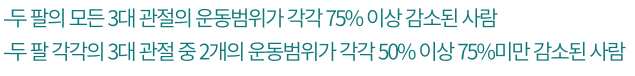 -두 팔의 모든 3대 관절의 운동범위가 각각 75% 이상 감소된 사람
-두 팔 각각의 3대 관절 중 2개의 운동범위가 각각 50% 이상 75%미만 감소된 사람